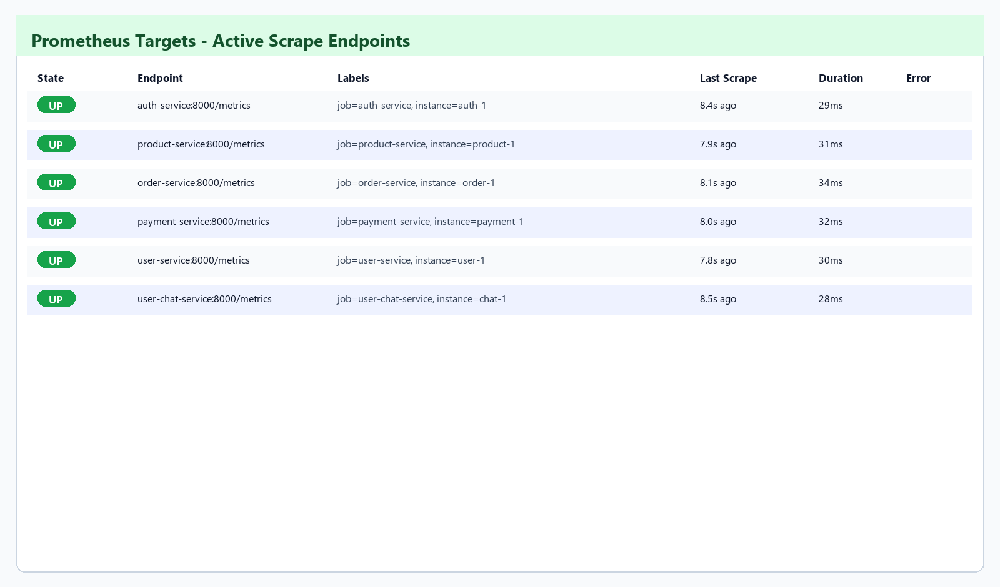 Prometheus Targets - Active Scrape Endpoints
State Endpoint Labels Last Scrape Duration Error
UP auth-service:8000/metrics job=auth-service, instance=auth-1 8.4s ago 29ms
UP product-service:8000/metrics job=product-service, instance=product-1 7.9s ago 31ms
UP order-service:8000/metrics job=order-service, instance=order-1 8.1s ago 34ms
UP payment-service:8000/metrics job=payment-service, instance=payment-1 8.0s ago 32ms
UP user-service:8000/metrics job=user-service, instance=user-1 7.8s ago 30ms
UP user-chat-service:8000/metrics job=user-chat-service, instance=chat-1 8.5s ago 28ms